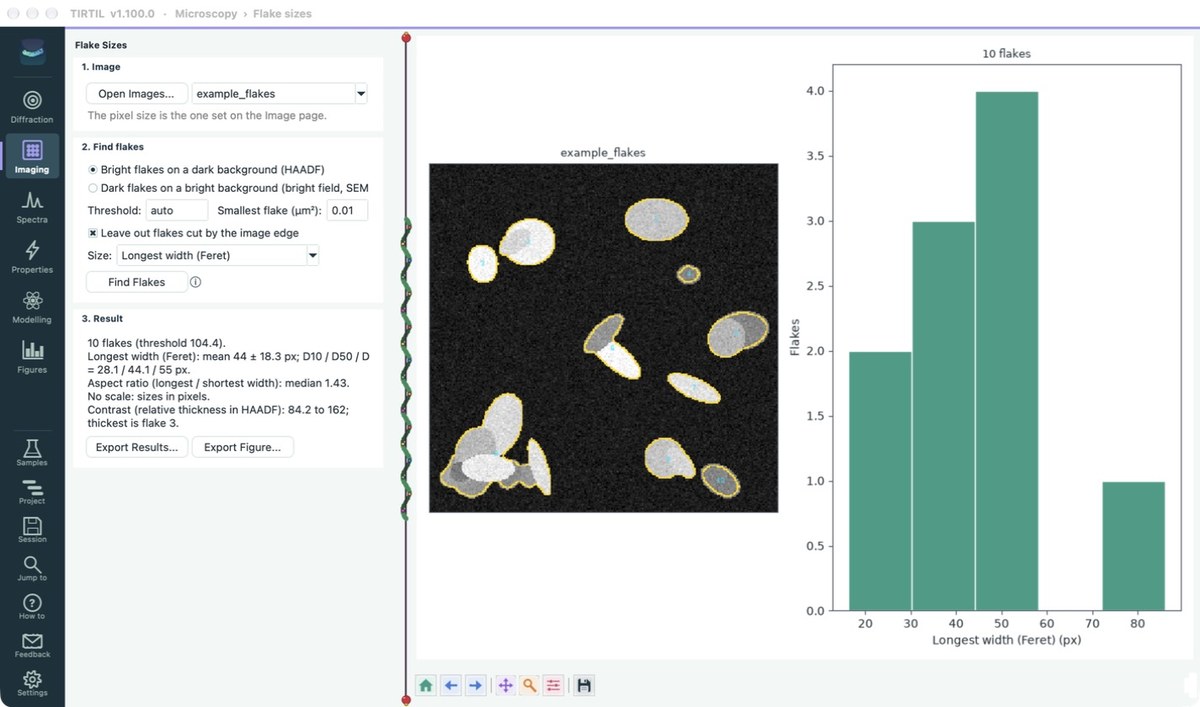 TIRTIL v1.100.0 · Microscopy › Flake sizes
Diffraction
Imaging
Spectra
Properties
Modelling
Figures
Samples
Project
Session
Jump to
How to
Feedback
Settings
Flake Sizes
1. Image
Open Images...
example_flakes
The pixel size is the one set on the Image page.
2. Find flakes
Bright flakes on a dark background (HAADF)
Dark flakes on a bright background (bright field, SEM
Threshold: auto Smallest flake (µm²): 0.01
Leave out flakes cut by the image edge
Size: Longest width (Feret)
Find Flakes
3. Result
10 flakes (threshold 104.4).
Longest width (Feret): mean 44 ± 18.3 px; D10 / D50 / D
= 28.1 / 44.1 / 55 px.
Aspect ratio (longest / shortest width): median 1.43.
No scale: sizes in pixels.
Contrast (relative thickness in HAADF): 84.2 to 162;
thickest is flake 3.
Export Results...
Export Figure...
example_flakes
10 flakes
Flakes
4.0
3.5
3.0
2.5
2.0
1.5
1.0
0.5
0.0
20 30 40 50 60 70 80
Longest width (Feret) (px)